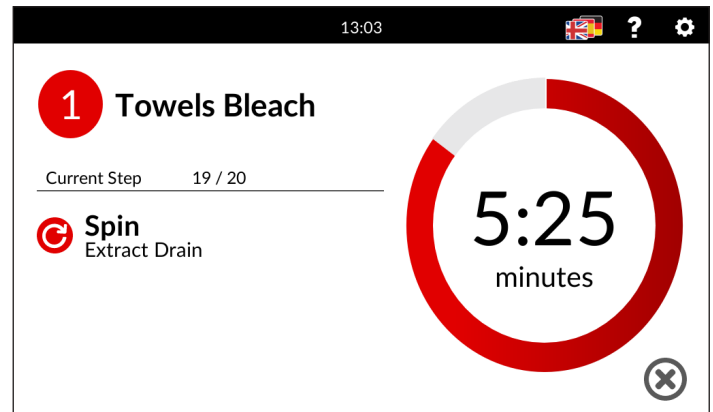 13:03
?
1 Towels Bleach
Current Step 19 / 20
Spin
Extract Drain
5:25
minutes